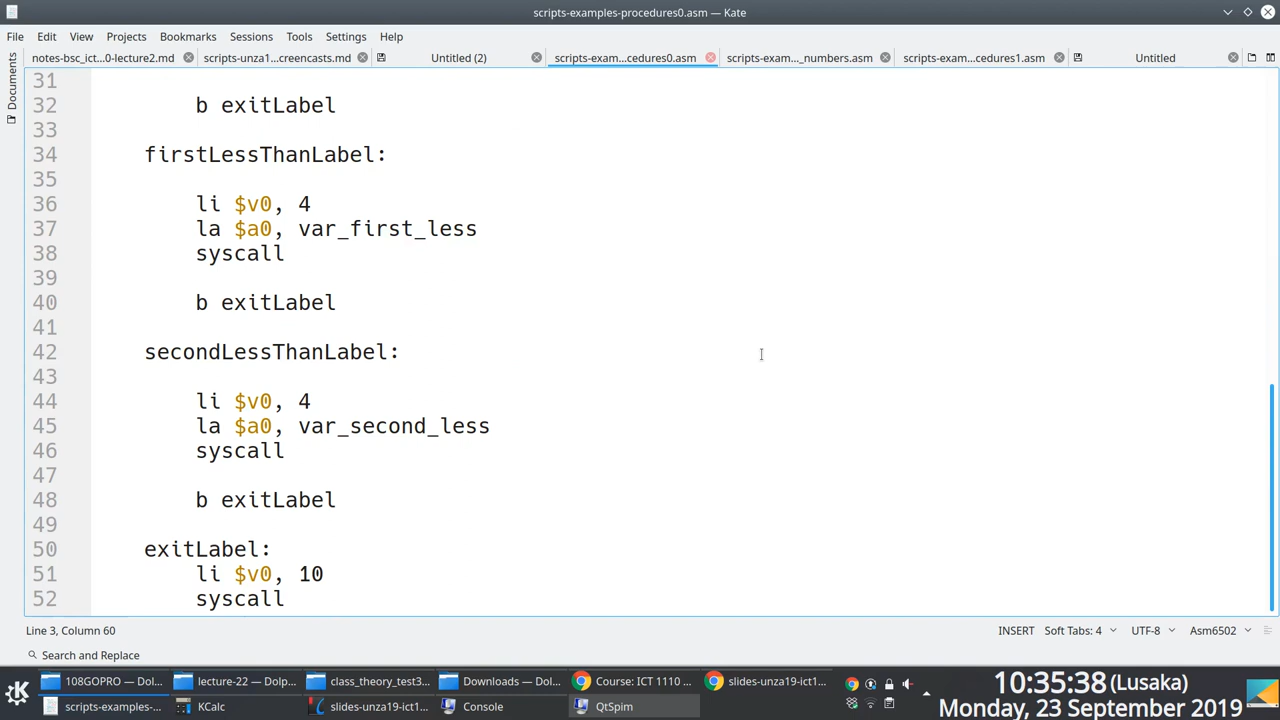 scripts-examples-procedures0.asm — Kate
File Edit View Projects Bookmarks Sessions Tools Settings Help
notes-bsc_ict...0-lecture2.md scripts-unza1...creencasts.md Untitled (2) scripts-exam...cedures0.asm scripts-exam..._numbers.asm scripts-exam...cedures1.asm Untitled
Documents
31
32 b exitLabel
33
34 firstLessThanLabel:
35
36 li $v0, 4
37 la $a0, var_first_less
38 syscall
39
40 b exitLabel
41
42 secondLessThanLabel:
43
44 li $v0, 4
45 la $a0, var_second_less
46 syscall
47
48 b exitLabel
49
50 exitLabel:
51 li $v0, 10
52 syscall
Line 3, Column 60 INSERT Soft Tabs: 4 UTF-8 Asm6502
Search and Replace
108GOPRO — Dol... lecture-22 — Dolp... class_theory_test3... Downloads — Dol... Course: ICT 1110 ... slides-unza19-ict1...
scripts-examples-... KCalc slides-unza19-ict1... Console QtSpim
10:35:38 (Lusaka)
Monday, 23 September 2019